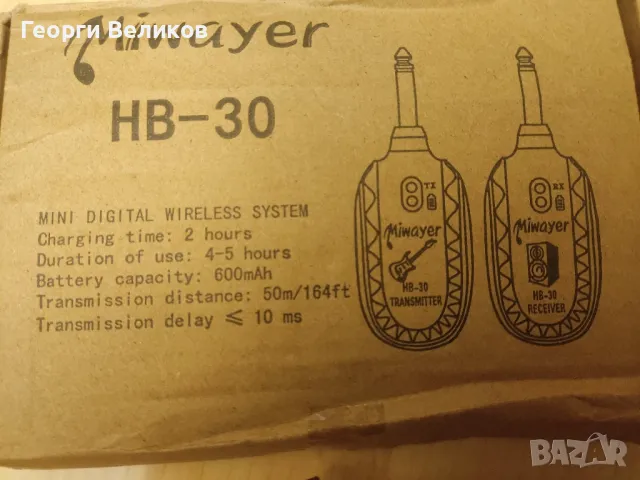 Георги Великов
Miwayer
HB-30
MINI DIGITAL WIRELESS SYSTEM
Charging time: 2 hours
Duration of use: 4-5 hours
Battery capacity: 600mAh
Transmission distance: 50m/164ft
Transmission delay ≤ 10 ms
TX
Miwayer
HB-30
TRANSMITTER
RX
Miwayer
HB-30
RECEIVER
BAZAR